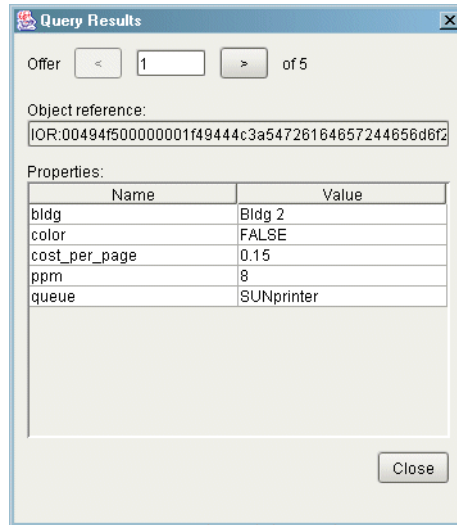 Query Results
Offer < 1 > of 5
Object reference:
IOR:00494f500000001f49444c3a54726164657244656d6f2
Properties:
Name Value
bldg Bldg 2
color FALSE
cost_per_page 0.15
ppm 8
queue SUNprinter
Close